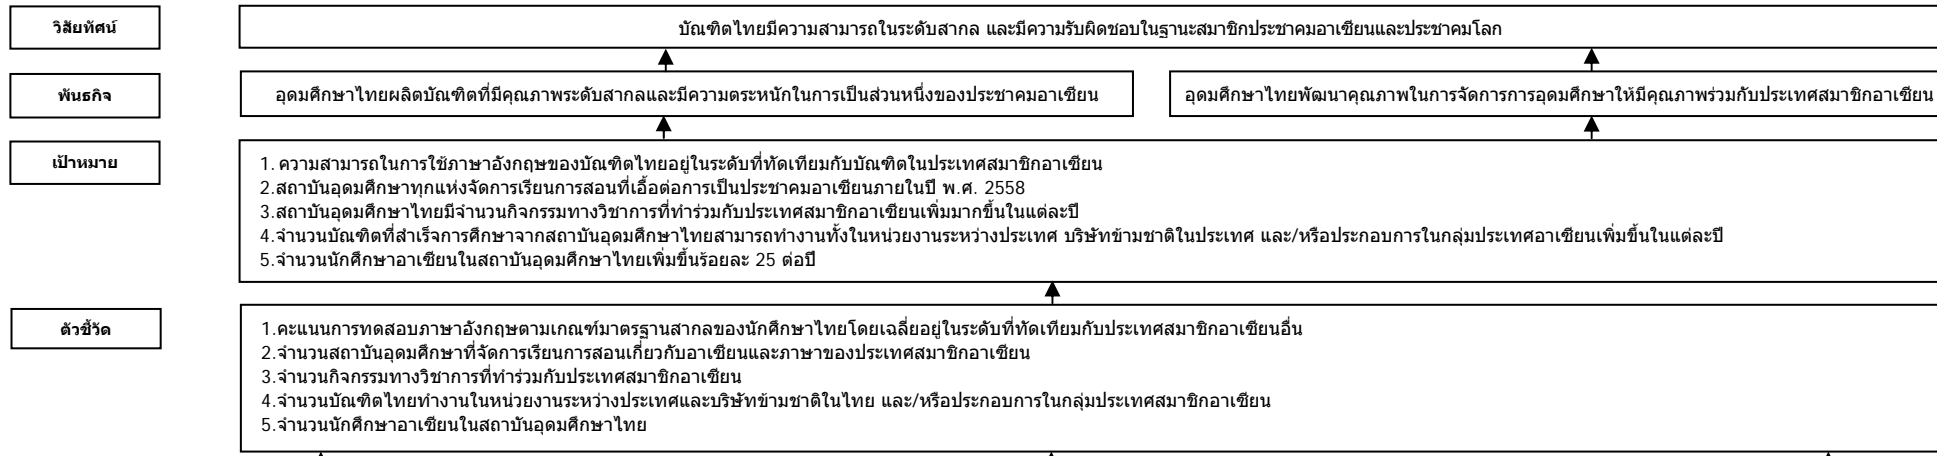 วิสัยทัศน์
บัณฑิตไทยมีความสามารถในระดับสากล และมีความรับผิดชอบในฐานะสมาชิกประชาคมอาเซียนและประชาคมโลก
พันธกิจ
อุดมศึกษาไทยผลิตบัณฑิตที่มีคุณภาพระดับสากลและมีความตระหนักในการเป็นส่วนหนึ่งของประชาคมอาเซียน
อุดมศึกษาไทยพัฒนาคุณภาพในการจัดการการอุดมศึกษาให้มีคุณภาพร่วมกับประเทศสมาชิกอาเซียน
เป้าหมาย
1. ความสามารถในการใช้ภาษาอังกฤษของบัณฑิตไทยอยู่ในระดับที่ทัดเทียมกับบัณฑิตในประเทศสมาชิกอาเซียน
2.สถาบันอุดมศึกษาทุกแห่งจัดการเรียนการสอนที่เอื้อต่อการเป็นประชาคมอาเซียนภายในปี พ.ศ. 2558
3.สถาบันอุดมศึกษาไทยมีจำนวนกิจกรรมทางวิชาการที่ทำร่วมกับประเทศสมาชิกอาเซียนเพิ่มมากขึ้นในแต่ละปี
4.จำนวนบัณฑิตที่สำเร็จการศึกษาจากสถาบันอุดมศึกษาไทยสามารถทำงานทั้งในหน่วยงานระหว่างประเทศ บริษัทข้ามชาติในประเทศ และ/หรือประกอบการในกลุ่มประเทศอาเซียนเพิ่มขึ้นในแต่ละปี
5.จำนวนนักศึกษาอาเซียนในสถาบันอุดมศึกษาไทยเพิ่มขึ้นร้อยละ 25 ต่อปี
ตัวชี้วัด
1.คะแนนการทดสอบภาษาอังกฤษตามเกณฑ์มาตรฐานสากลของนักศึกษาไทยโดยเฉลี่ยอยู่ในระดับที่ทัดเทียมกับประเทศสมาชิกอาเซียนอื่น
2.จำนวนสถาบันอุดมศึกษาที่จัดการเรียนการสอนเกี่ยวกับอาเซียนและภาษาของประเทศสมาชิกอาเซียน
3.จำนวนกิจกรรมทางวิชาการที่ทำร่วมกับประเทศสมาชิกอาเซียน
4.จำนวนบัณฑิตไทยทำงานในหน่วยงานระหว่างประเทศและบริษัทข้ามชาติในไทย และ/หรือประกอบการในกลุ่มประเทศสมาชิกอาเซียน
5.จำนวนนักศึกษาอาเซียนในสถาบันอุดมศึกษาไทย